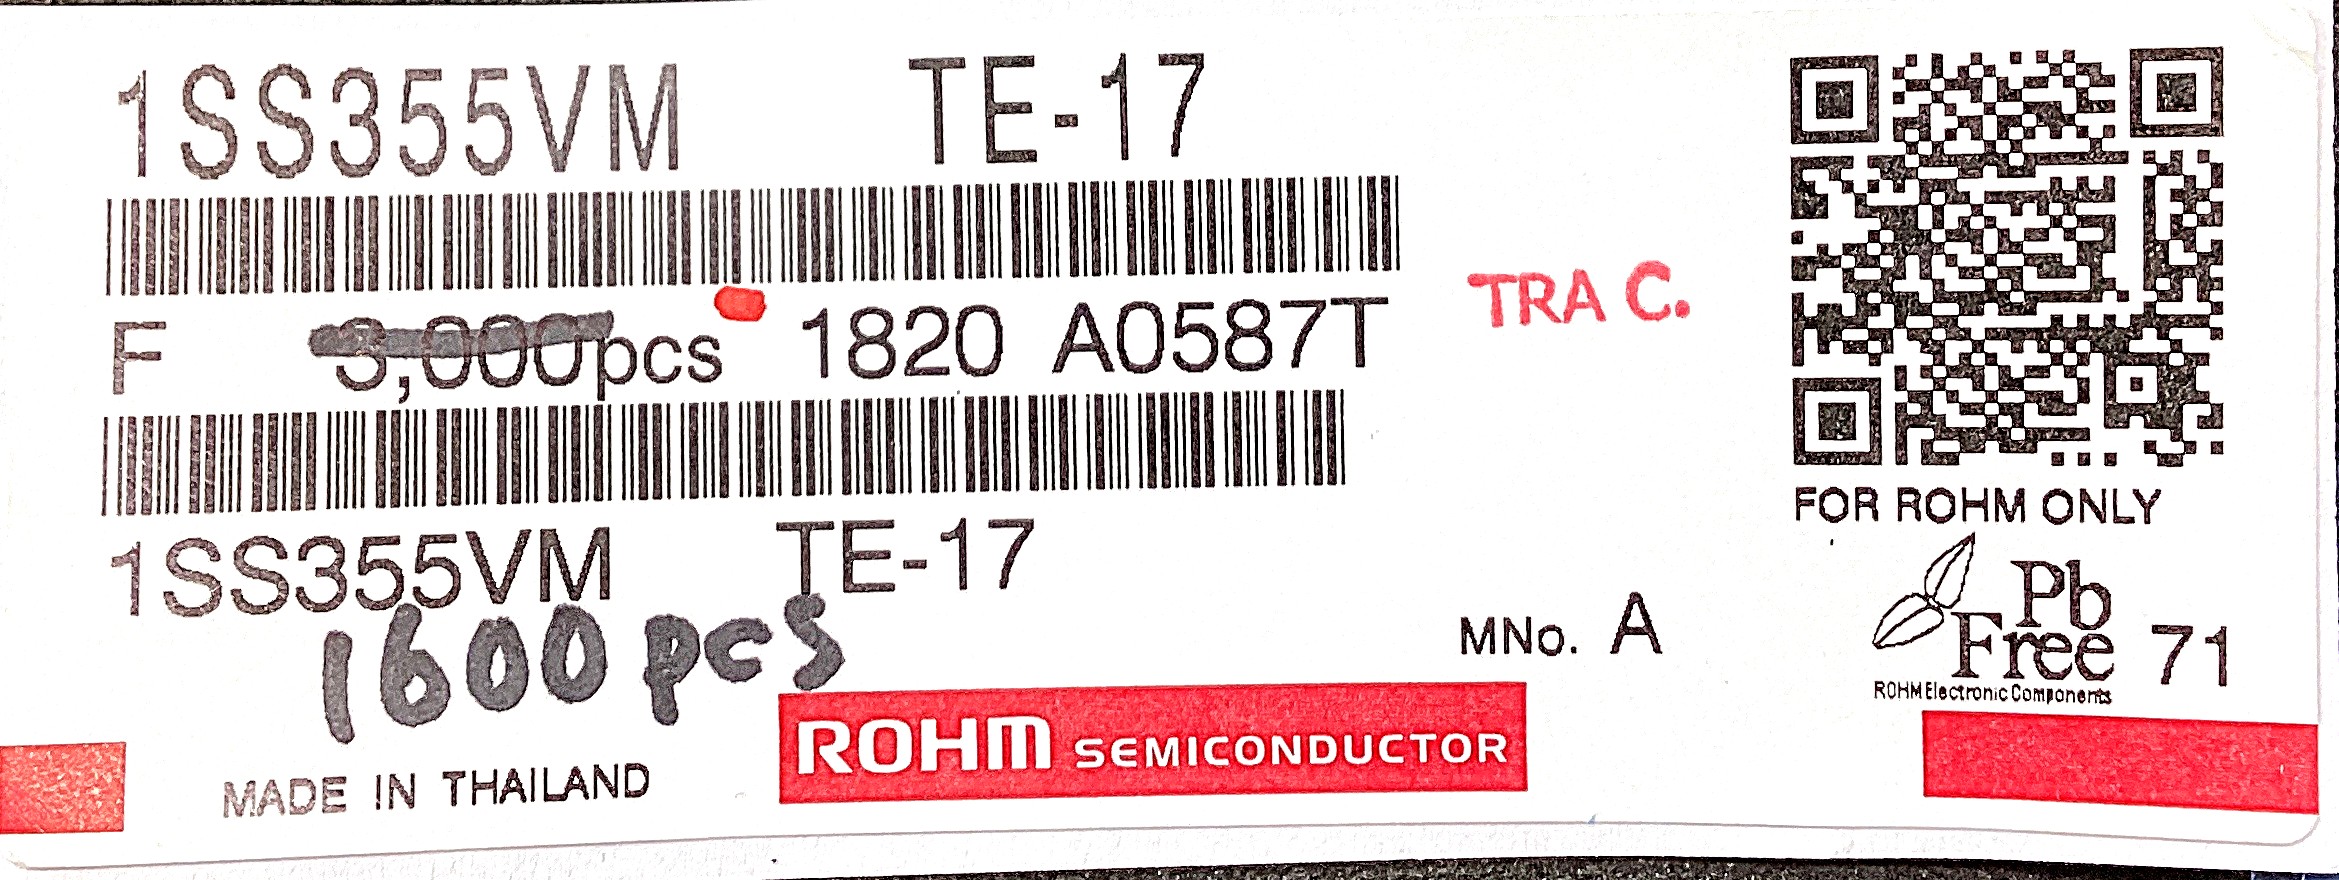 1SS355VM TE-17
F 3,000pcs 1820 A0587T
TRA C.
1SS355VM TE-17
1600 pcs
MADE IN THAILAND
ROHM SEMICONDUCTOR
MNo. A
FOR ROHM ONLY
Pb
Free 71
ROHM Electronic Components